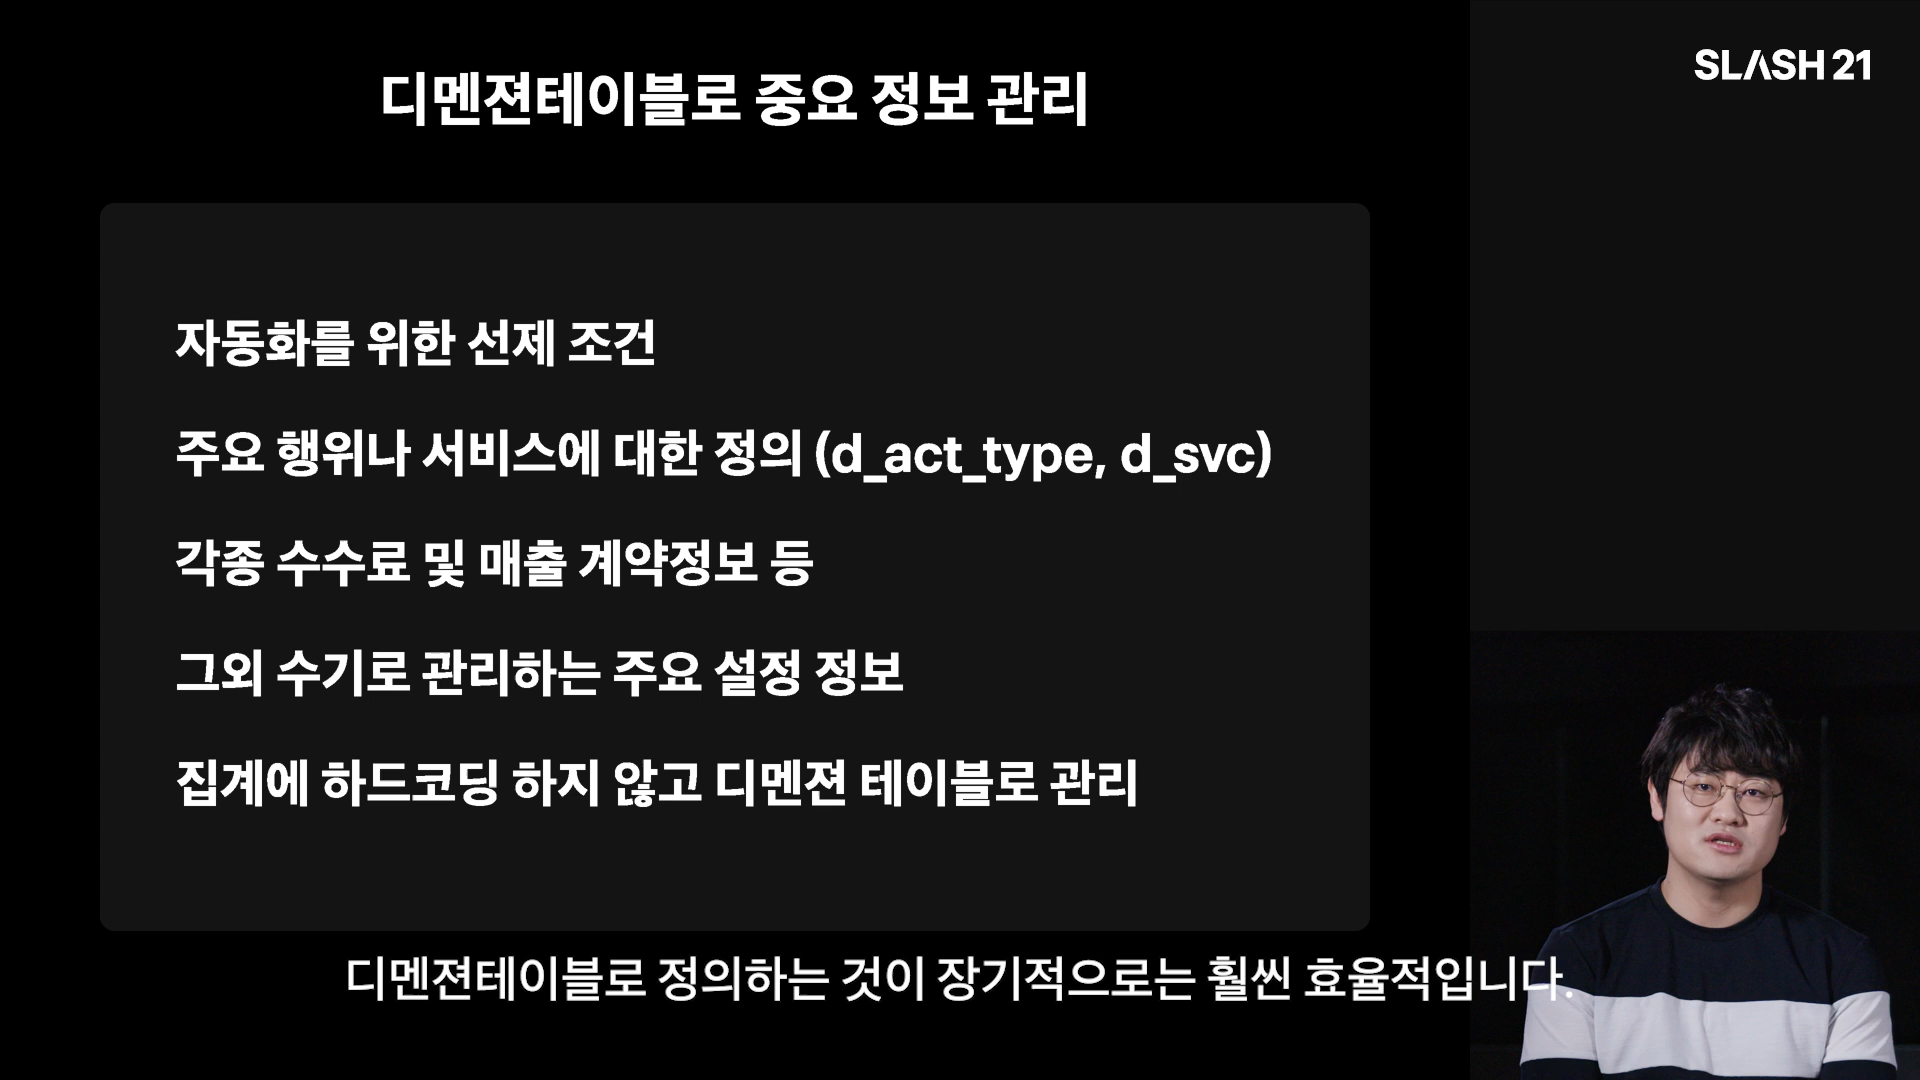 디멘젼테이블로 중요 정보 관리
SLASH 21
자동화를 위한 선제 조건
주요 행위나 서비스에 대한 정의 (d_act_type, d_svc)
각종 수수료 및 매출 계약정보 등
그외 수기로 관리하는 주요 설정 정보
집계에 하드코딩 하지 않고 디멘젼 테이블로 관리
디멘젼테이블로 정의하는 것이 장기적으로는 훨씬 효율적입니다.